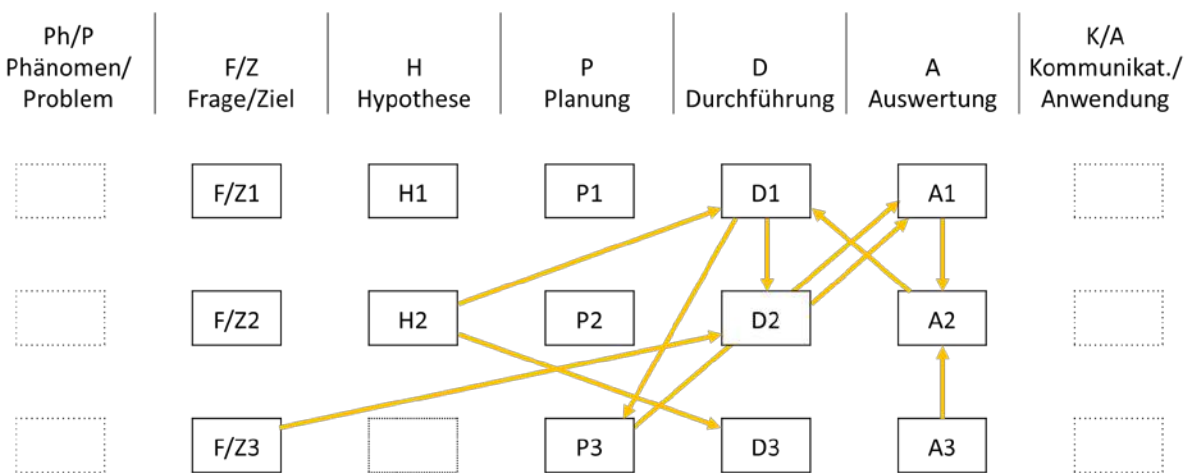 Ph/P
Phänomen/
Problem
F/Z
Frage/Ziel
H
Hypothese
P
Planung
D
Durchführung
A
Auswertung
K/A
Kommunikat./
Anwendung
F/Z1 H1 P1 D1 A1
F/Z2 H2 P2 D2 A2
F/Z3 P3 D3 A3